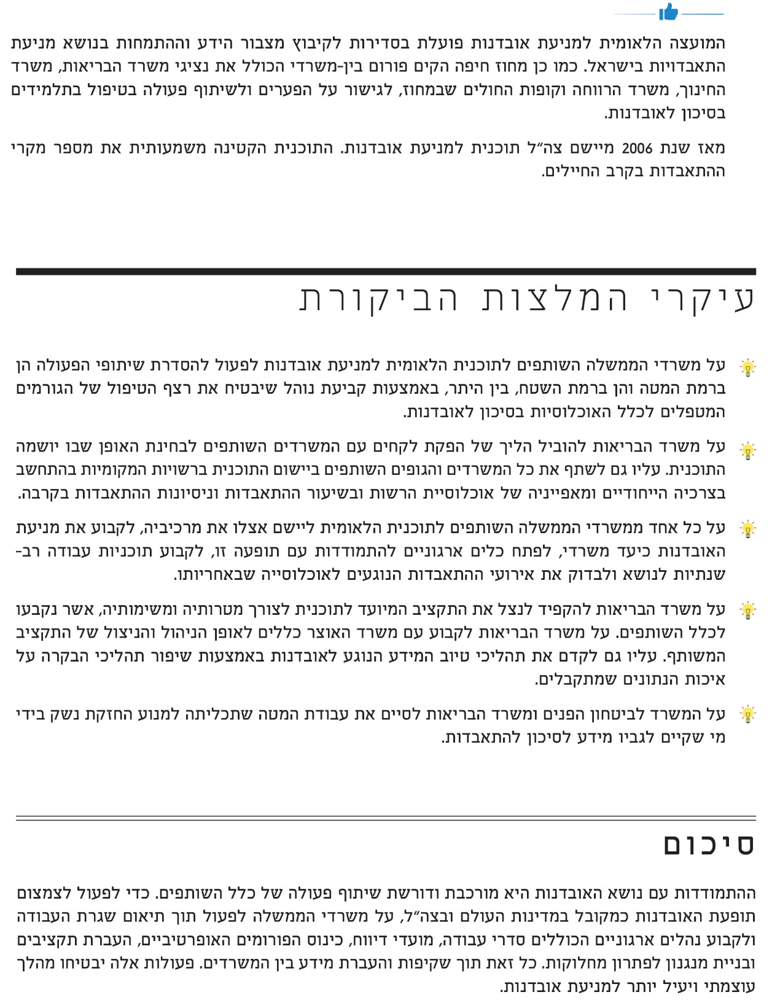 המועצה הלאומית למניעת אובדנות פועלת בסדירות לקיבוץ מצבור הידע וההתמחות בנושא מניעת
התאבדויות בישראל. כמו כן מחוז חיפה הקים פורום בין-משרדי הכולל את נציגי משרד הבריאות, משרד
החינוך, משרד הרווחה וקופות החולים שבמחוז, לגישור על הפערים ולשיתוף פעולה בטיפול בתלמידים
בסיכון לאובדנות.
מאז שנת 2006 מיישם צה"ל תוכנית למניעת אובדנות. התוכנית הקטינה משמעותית את מספר מקרי
ההתאבדות בקרב החיילים.
עיקרי המלצות הביקורת
על משרדי הממשלה השותפים לתוכנית הלאומית למניעת אובדנות לפעול להסדרת שיתופי הפעולה הן
ברמת המטה והן ברמת השטח, בין היתר, באמצעות קביעת נוהל שיבטיח את רצף הטיפול של הגורמים
המטפלים לכלל האוכלוסיות בסיכון לאובדנות.
על משרד הבריאות להוביל הליך של הפקת לקחים עם המשרדים השותפים לבחינת האופן שבו יושמה
התוכנית. עליו גם לשתף את כל המשרדים והגופים השותפים ביישום התוכנית ברשויות המקומיות בהתחשב
בצרכיה הייחודיים ומאפייניה של אוכלוסיית הרשות ובשיעור ההתאבדות וניסיונות ההתאבדות בקרבה.
על כל אחד ממשרדי הממשלה השותפים לתוכנית הלאומית ליישם אצלו את מרכיביה, לקבוע את מניעת
האובדנות כיעד משרדי, לפתח כלים ארגוניים להתמודדות עם תופעה זו, לקבוע תוכניות עבודה רב-
שנתיות לנושא ולבדוק את אירועי ההתאבדות הנוגעים לאוכלוסייה שבאחריותו.
על משרד הבריאות להקפיד לנצל את התקציב המיועד לתוכנית לצורך מטרותיה ומשימותיה, אשר נקבעו
לכלל השותפים. על משרד הבריאות לקבוע עם משרד האוצר כללים לאופן הניהול והניצול של התקציב
המשותף. עליו גם לקדם את תהליכי טיוב המידע הנוגע לאובדנות באמצעות שיפור תהליכי הבקרה על
איכות הנתונים שמתקבלים.
על המשרד לביטחון הפנים ומשרד הבריאות לסיים את עבודת המטה שתכליתה למנוע החזקת נשק בידי
מי שקיים לגביו מידע לסיכון להתאבדות.
סיכום
ההתמודדות עם נושא האובדנות היא מורכבת ודורשת שיתוף פעולה של כלל השותפים. כדי לפעול לצמצום
תופעת האובדנות כמקובל במדינות העולם ובצה"ל, על משרדי הממשלה לפעול תוך תיאום שגרת העבודה
ולקבוע נהלים ארגוניים הכוללים סדרי עבודה, מועדי דיווח, כינוס הפורומים האופרטיביים, העברת תקציבים
ובניית מנגנון לפתרון מחלוקות. כל זאת תוך שקיפות והעברת מידע בין המשרדים. פעולות אלה יבטיחו מהלך
עוצמתי ויעיל יותר למניעת אובדנות.